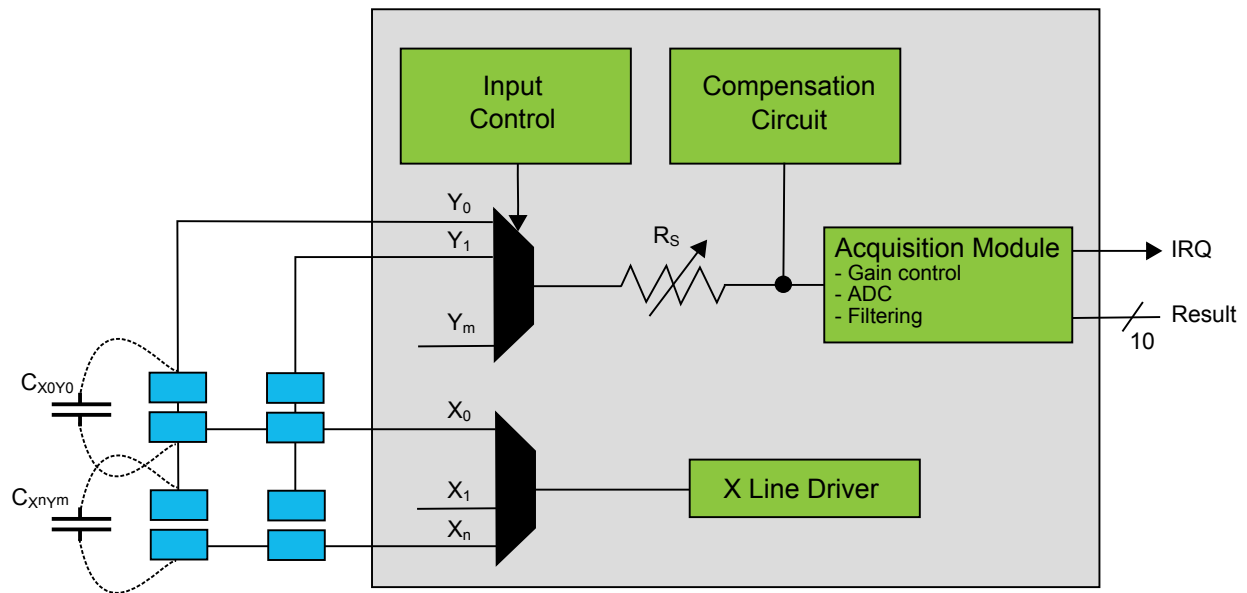 Input
Control
Compensation
Circuit
Y0
Y1
Ym
RS
Acquisition Module
- Gain control
- ADC
- Filtering
IRQ
Result
10
CX0Y0
CXnYm
X0
X1
Xn
X Line Driver